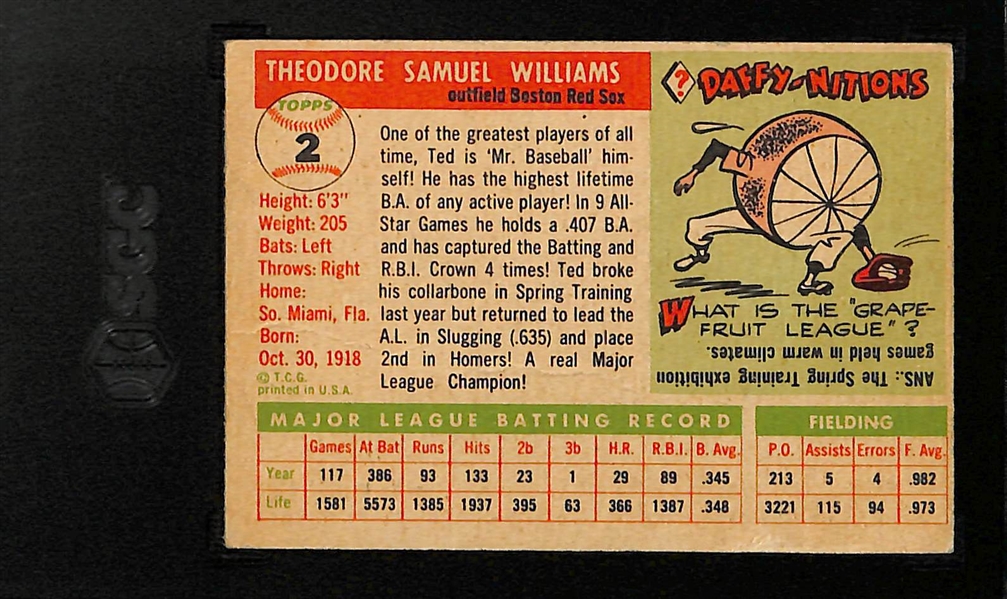 SGC
THEODORE SAMUEL WILLIAMS
outfield Boston Red Sox
TOPPS
2
Height: 6'3"
Weight: 205
Bats: Left
Throws: Right
Home:
So. Miami, Fla.
Born:
Oct. 30, 1918
© T.C.G.
printed in U.S.A.
One of the greatest players of all
time, Ted is 'Mr. Baseball' him-
self! He has the highest lifetime
B.A. of any active player! In 9 All-
Star Games he holds a .407 B.A.
and has captured the Batting and
R.B.I. Crown 4 times! Ted broke
his collarbone in Spring Training
last year but returned to lead the
A.L. in Slugging (.635) and place
2nd in Homers! A real Major
League Champion!
? DAFFY-NITIONS
WHAT IS THE "GRAPE-
FRUIT LEAGUE"?
ANS.: The Spring Training exhibition
games held in warm climates.
MAJOR LEAGUE BATTING RECORD
Games At Bat Runs Hits 2b 3b H.R. R.B.I. B. Avg.
Year 117 386 93 133 23 1 29 89 .345
Life 1581 5573 1385 1937 395 63 366 1387 .348
FIELDING
P.O. Assists Errors F. Avg.
213 5 4 .982
3221 115 94 .973